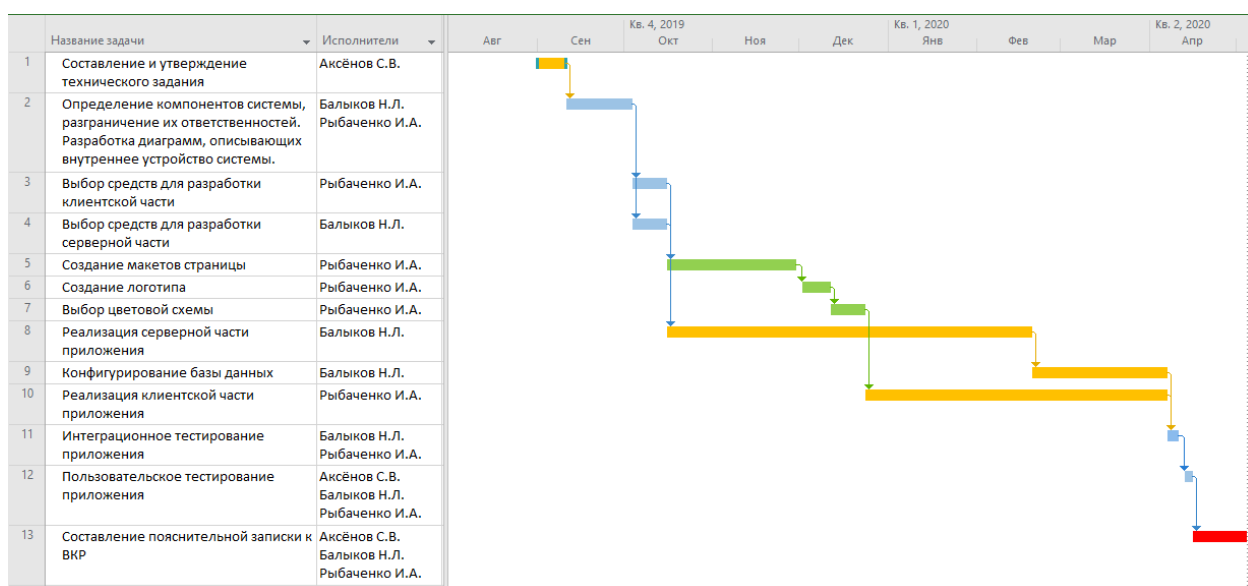 Кв. 4, 2019 Кв. 1, 2020 Кв. 2, 2020
Название задачи Исполнители Авг Сен Окт Ноя Дек Янв Фев Мар Апр
1 Составление и утверждение Аксёнов С.В.
технического задания
2 Определение компонентов системы, Балыков Н.Л.
разграничение их ответственностей. Рыбаченко И.А.
Разработка диаграмм, описывающих
внутреннее устройство системы.
3 Выбор средств для разработки Рыбаченко И.А.
клиентской части
4 Выбор средств для разработки Балыков Н.Л.
серверной части
5 Создание макетов страницы Рыбаченко И.А.
6 Создание логотипа Рыбаченко И.А.
7 Выбор цветовой схемы Рыбаченко И.А.
8 Реализация серверной части Балыков Н.Л.
приложения
9 Конфигурирование базы данных Балыков Н.Л.
10 Реализация клиентской части Рыбаченко И.А.
приложения
11 Интеграционное тестирование Балыков Н.Л.
приложения Рыбаченко И.А.
12 Пользовательское тестирование Аксёнов С.В.
приложения Балыков Н.Л.
Рыбаченко И.А.
13 Составление пояснительной записки к Аксёнов С.В.
ВКР Балыков Н.Л.
Рыбаченко И.А.